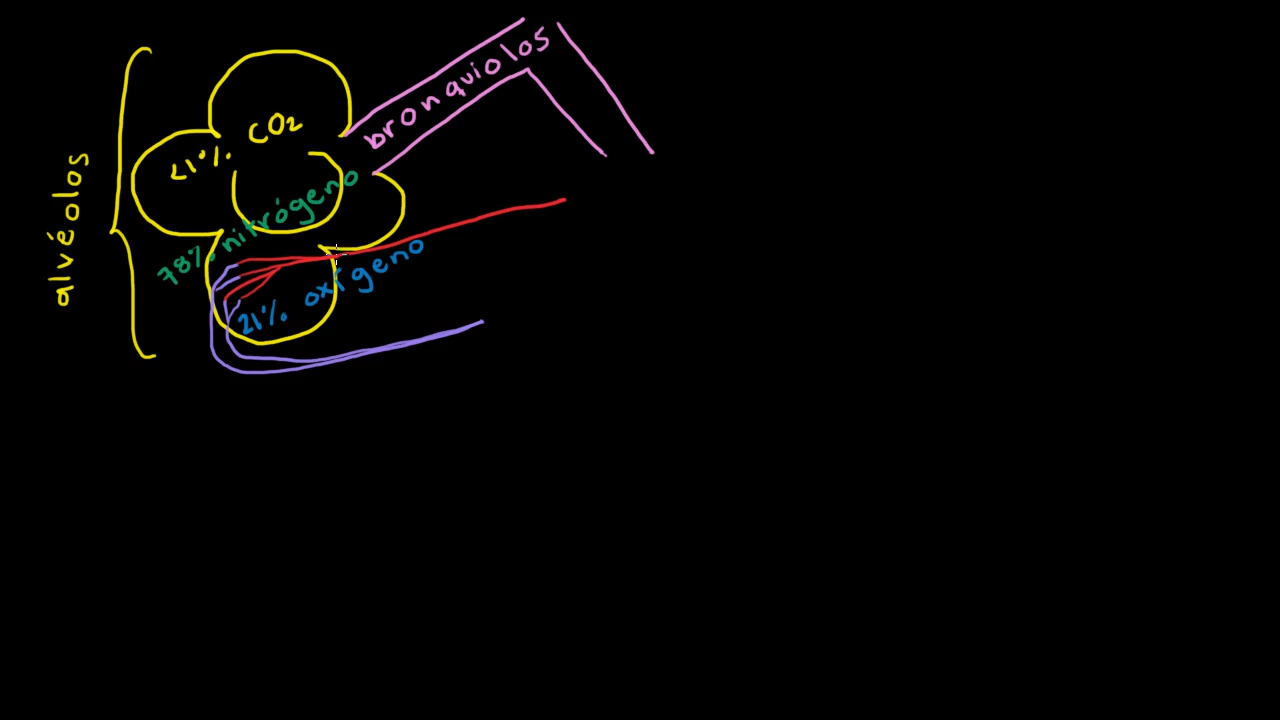 bronquiolos
CO2
<1%
alvéolos
78% nitrógeno
21% oxígeno